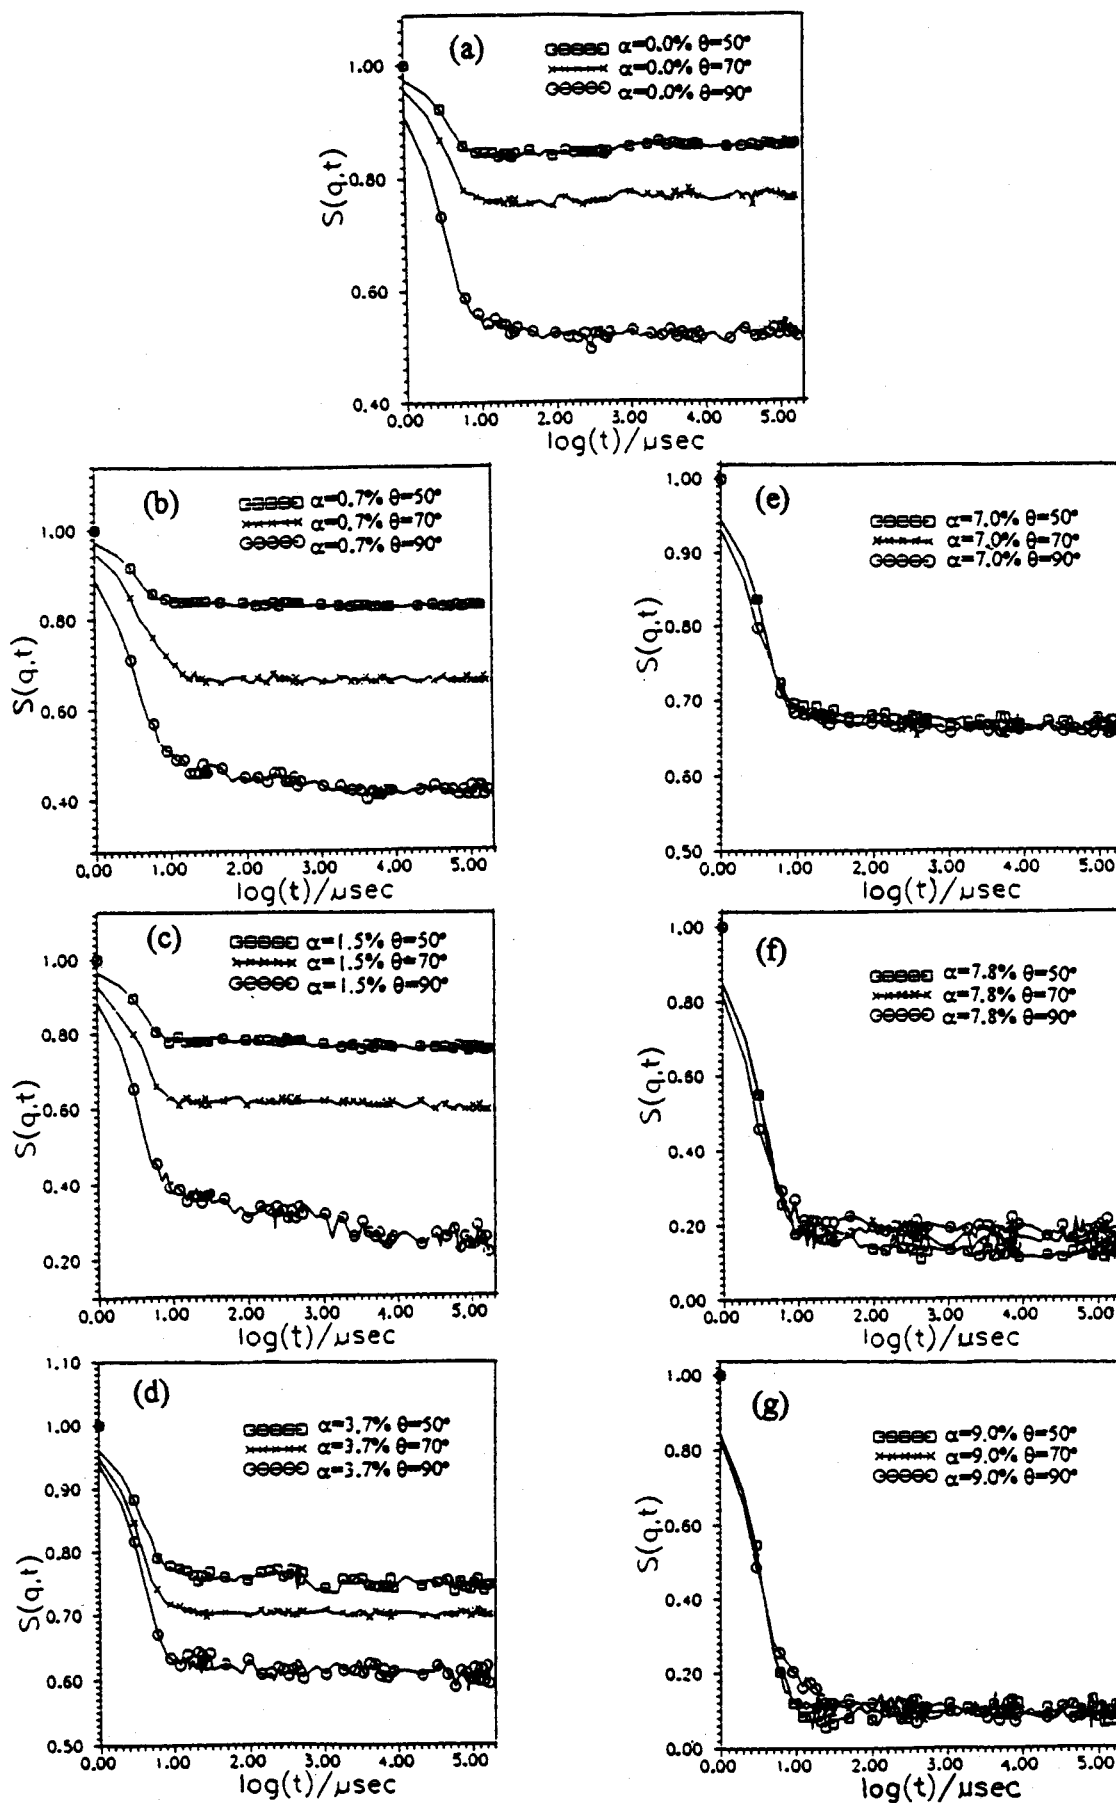 (a)
α=0.0% θ=50°
α=0.0% θ=70°
α=0.0% θ=90°
1.00
0.80
0.60
0.40
S(q,t)
0.00 1.00 2.00 3.00 4.00 5.00
log(t)/μsec
(b)
α=0.7% θ=50°
α=0.7% θ=70°
α=0.7% θ=90°
1.00
0.80
0.60
0.40
S(q,t)
0.00 1.00 2.00 3.00 4.00 5.00
log(t)/μsec
(c)
α=1.5% θ=50°
α=1.5% θ=70°
α=1.5% θ=90°
1.00
0.80
0.60
0.40
0.20
S(q,t)
0.00 1.00 2.00 3.00 4.00 5.00
log(t)/μsec
(d)
α=3.7% θ=50°
α=3.7% θ=70°
α=3.7% θ=90°
1.10
1.00
0.90
0.80
0.70
0.60
0.50
S(q,t)
0.00 1.00 2.00 3.00 4.00 5.00
log(t)/μsec
(e)
α=7.0% θ=50°
α=7.0% θ=70°
α=7.0% θ=90°
1.00
0.90
0.80
0.70
0.60
0.50
S(q,t)
0.00 1.00 2.00 3.00 4.00 5.00
log(t)/μsec
(f)
α=7.8% θ=50°
α=7.8% θ=70°
α=7.8% θ=90°
1.00
0.80
0.60
0.40
0.20
0.00
S(q,t)
0.00 1.00 2.00 3.00 4.00 5.00
log(t)/μsec
(g)
α=9.0% θ=50°
α=9.0% θ=70°
α=9.0% θ=90°
1.00
0.80
0.60
0.40
0.20
0.00
S(q,t)
0.00 1.00 2.00 3.00 4.00 5.00
log(t)/μsec